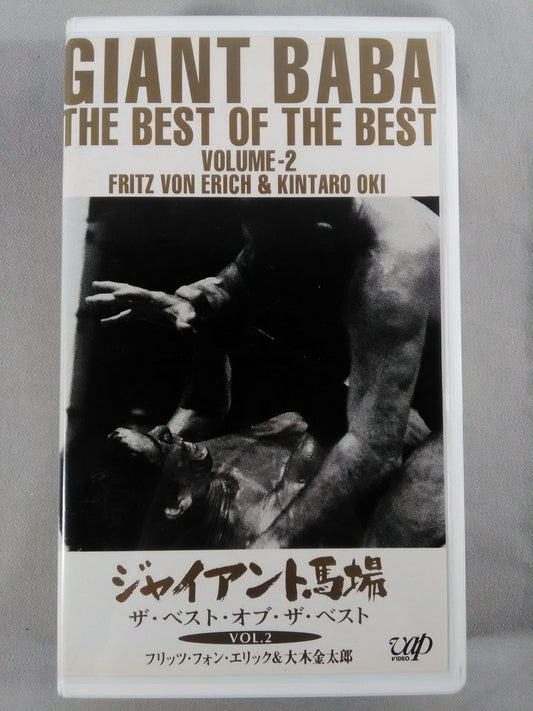 GIANT BABA
THE BEST OF THE BEST
VOLUME-2
FRITZ VON ERICH & KINTARO OKI
ジャイアント馬場
ザ・ベスト・オブ・ザ・ベスト
VOL.2
フリッツ・フォン・エリック&大木金太郎
vap
VIDEO